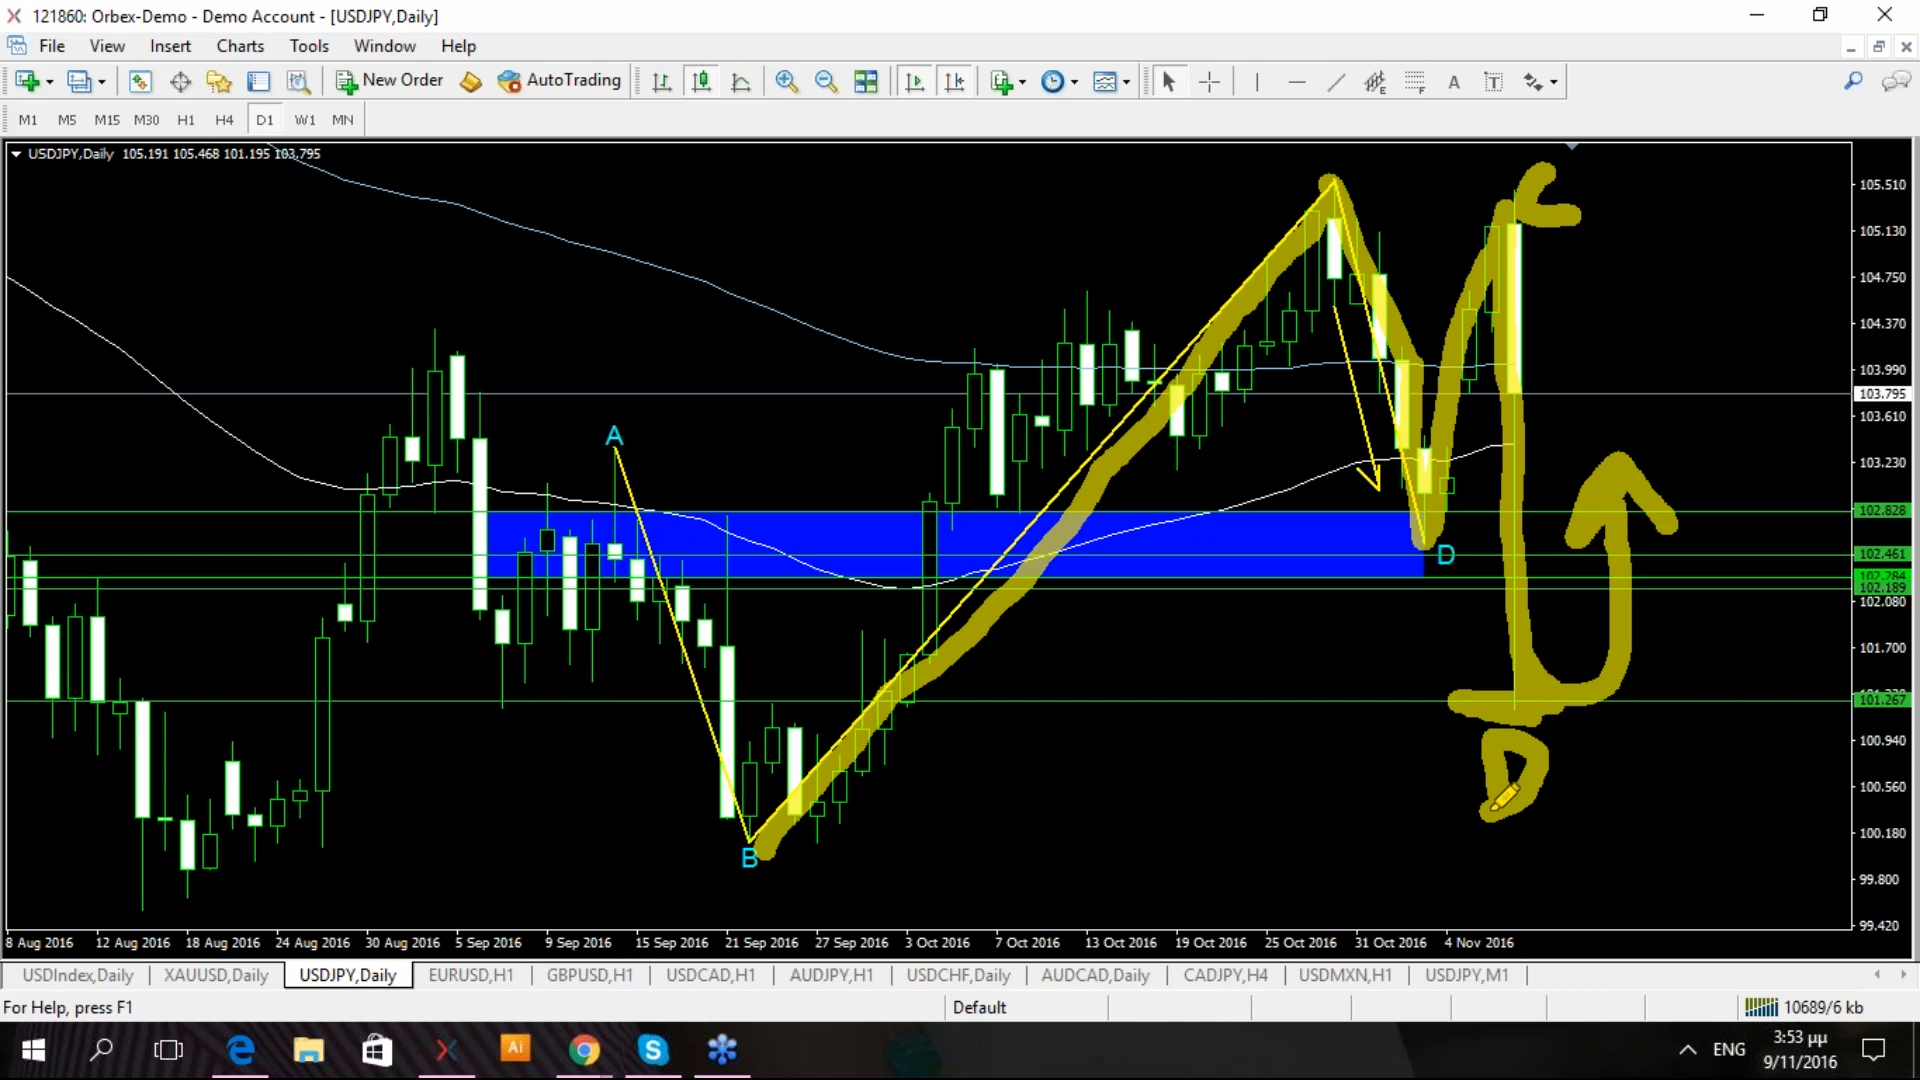 121860: Orbex-Demo - Demo Account - [USDJPY,Daily]
File View Insert Charts Tools Window Help
New Order AutoTrading
M1 M5 M15 M30 H1 H4 D1 W1 MN
USDJPY,Daily 105.191 105.468 101.195 103.795
C
105.510
105.130
104.750
104.370
103.990
103.795
103.610
A
103.230
102.828
D
102.461
102.284
102.189
102.080
101.700
101.267
100.940
D
100.560
100.180
B
99.800
99.420
8 Aug 2016 12 Aug 2016 18 Aug 2016 24 Aug 2016 30 Aug 2016 5 Sep 2016 9 Sep 2016 15 Sep 2016 21 Sep 2016 27 Sep 2016 3 Oct 2016 7 Oct 2016 13 Oct 2016 19 Oct 2016 25 Oct 2016 31 Oct 2016 4 Nov 2016
USDIndex,Daily XAUUSD,Daily USDJPY,Daily EURUSD,H1 GBPUSD,H1 USDCAD,H1 AUDJPY,H1 USDCHF,Daily AUDCAD,Daily CADJPY,H4 USDMXN,H1 USDJPY,M1
For Help, press F1 Default 10689/6 kb
Ai ENG 3:53 μμ
9/11/2016